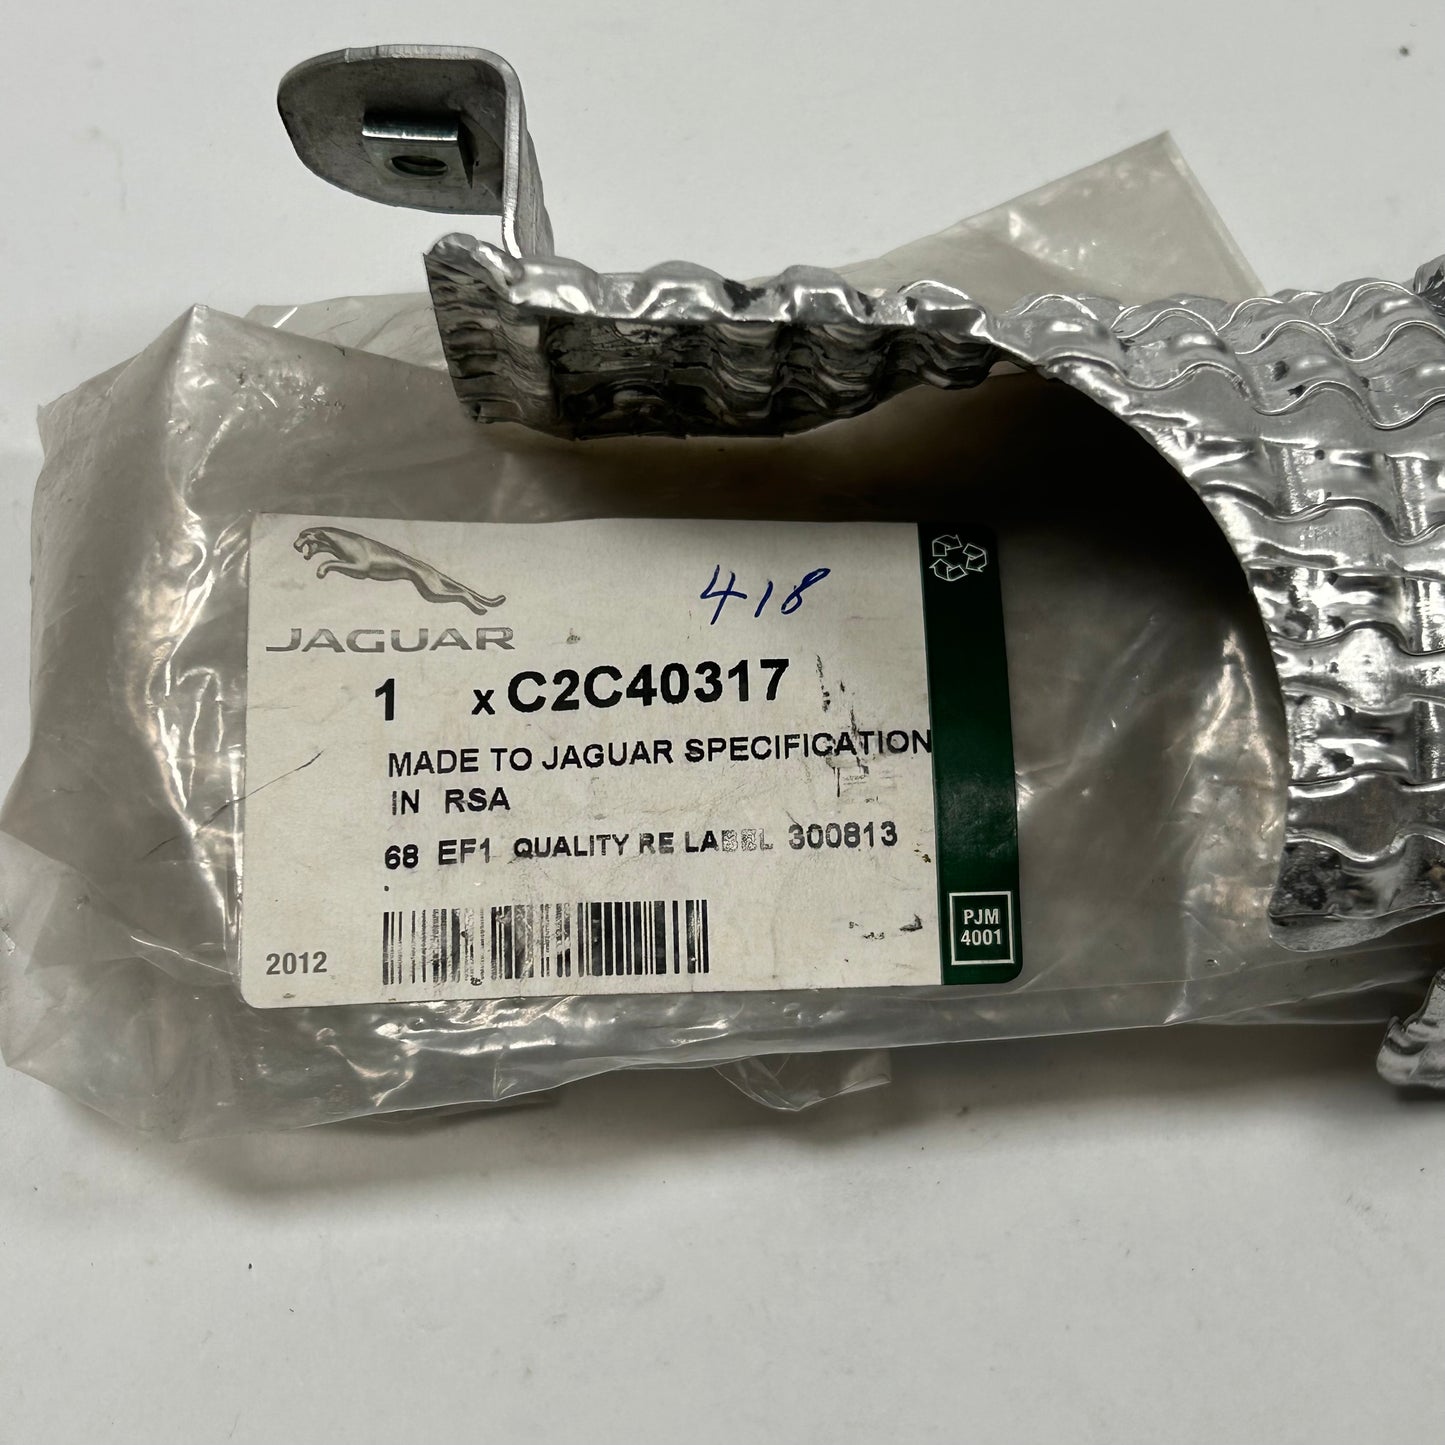 418
JAGUAR
1 x C2C40317
MADE TO JAGUAR SPECIFICATION
IN RSA
68 EF1 QUALITY RE LABEL 300813
2012
PJM
4001